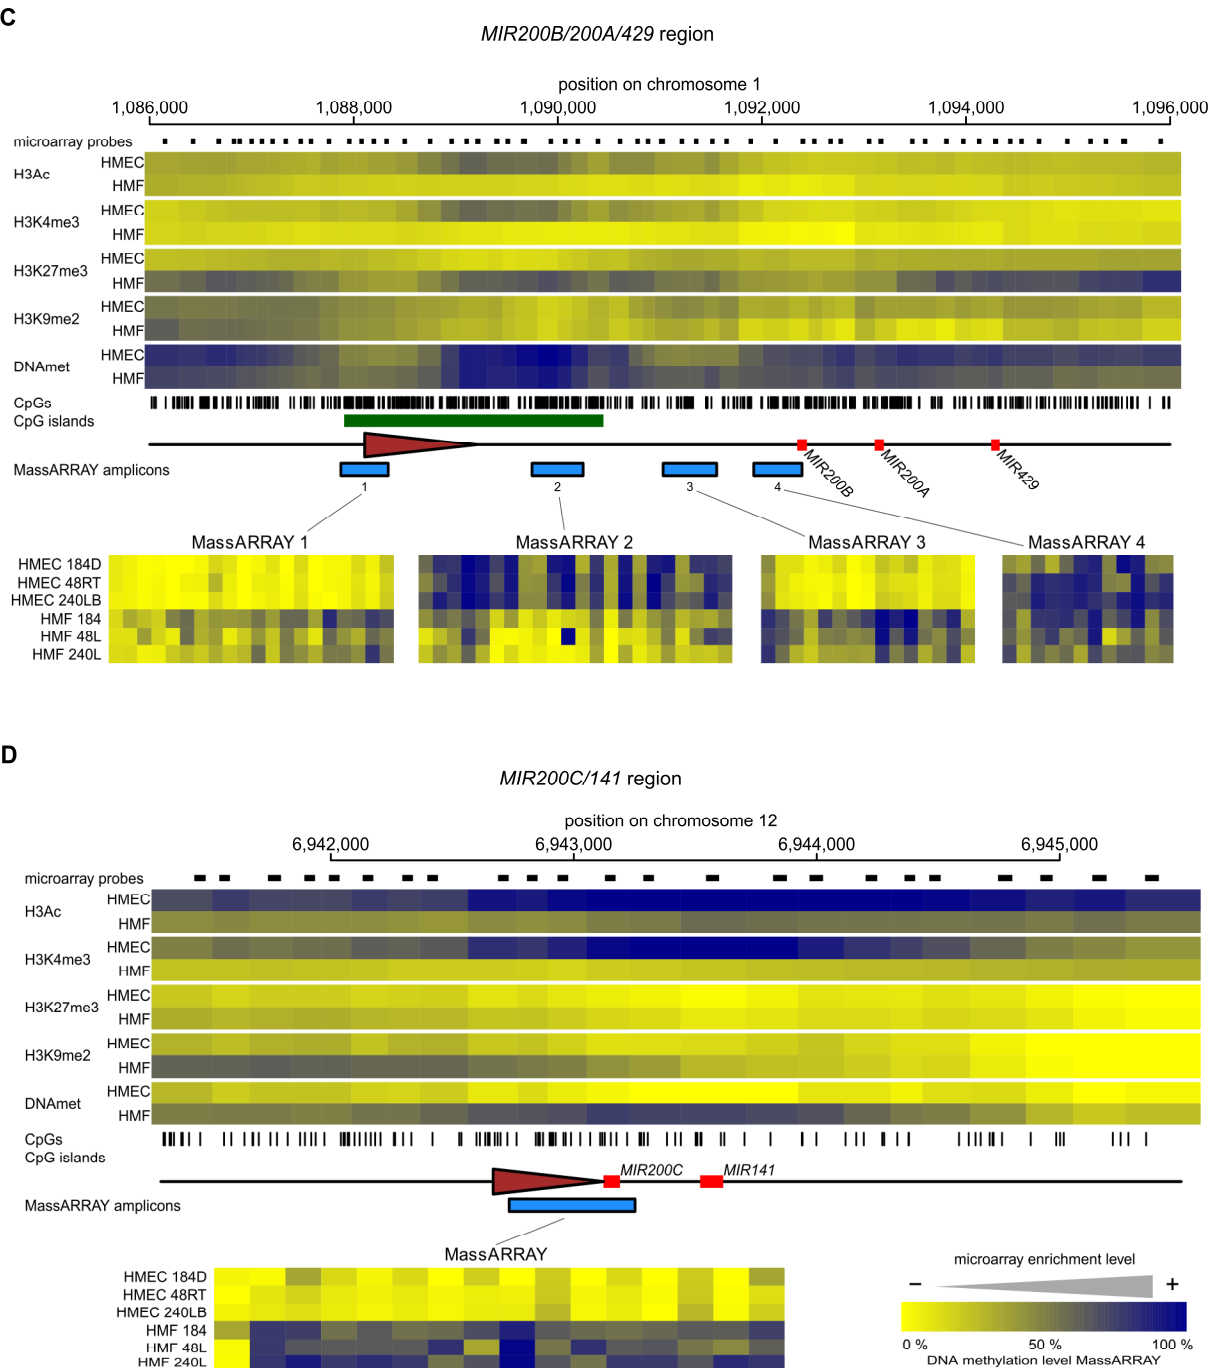 C
MIR200B/200A/429 region
position on chromosome 1
1,086,000 1,088,000 1,090,000 1,092,000 1,094,000 1,096,000
microarray probes
H3Ac
HMEC
HMF
H3K4me3
HMEC
HMF
H3K27me3
HMEC
HMF
H3K9me2
HMEC
HMF
DNAmet
HMEC
HMF
CpGs
CpG islands
MIR200B MIR200A MIR429
MassARRAY amplicons
1 2 3 4
MassARRAY 1 MassARRAY 2 MassARRAY 3 MassARRAY 4
HMEC 184D
HMEC 48RT
HMEC 240LB
HMF 184
HMF 48L
HMF 240L
D
MIR200C/141 region
position on chromosome 12
6,942,000 6,943,000 6,944,000 6,945,000
microarray probes
H3Ac
HMEC
HMF
H3K4me3
HMEC
HMF
H3K27me3
HMEC
HMF
H3K9me2
HMEC
HMF
DNAmet
HMEC
HMF
CpGs
CpG islands
MIR200C MIR141
MassARRAY amplicons
MassARRAY
HMEC 184D
HMEC 48RT
HMEC 240LB
HMF 184
HMF 48L
HMF 240L
microarray enrichment level
− +
0 % 50 % 100 %
DNA methylation level MassARRAY